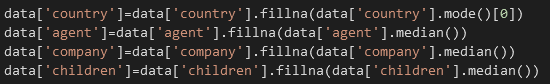 data['country']=data['country'].fillna(data['country'].mode()[0])
data['agent']=data['agent'].fillna(data['agent'].median())
data['company']=data['company'].fillna(data['company'].median())
data['children']=data['children'].fillna(data['children'].median())